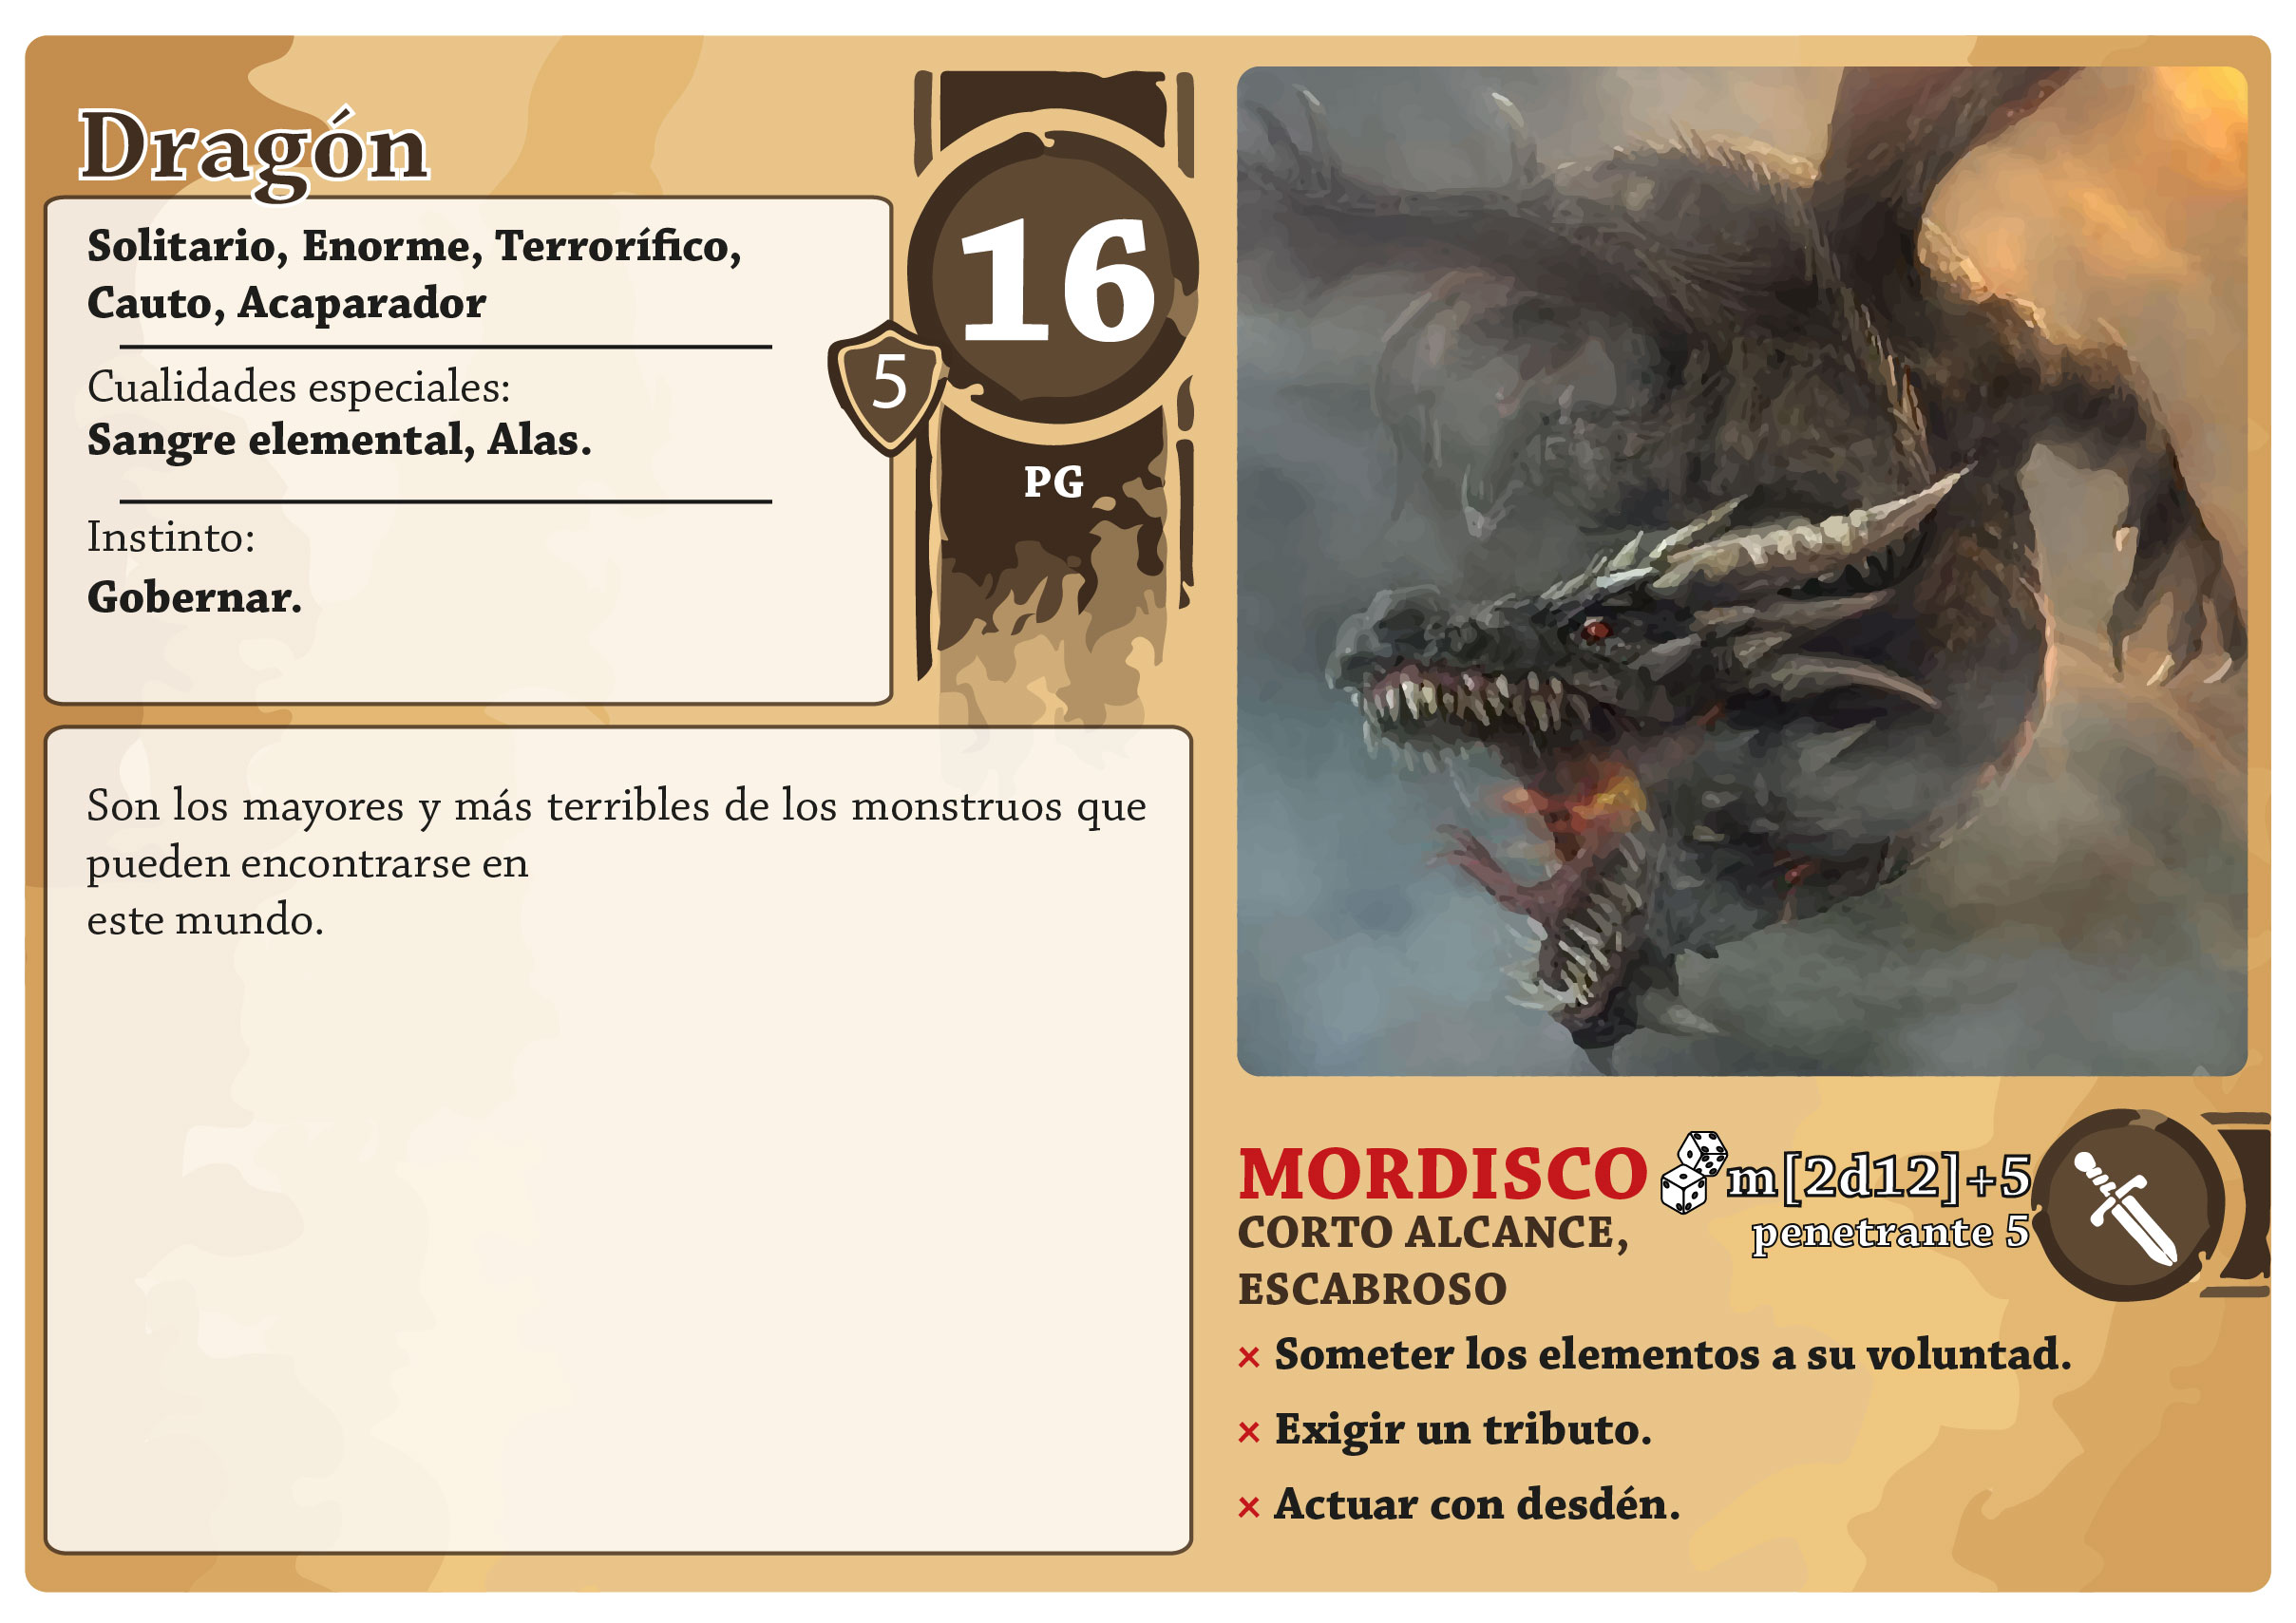 Dragón
Solitario, Enorme, Terrorífico,
Cauto, Acaparador
Cualidades especiales:
Sangre elemental, Alas.
Instinto:
Gobernar.
5
16
PG
Son los mayores y más terribles de los monstruos que
pueden encontrarse en
este mundo.
MORDISCO m[2d12]+5
CORTO ALCANCE, penetrante 5
ESCABROSO
× Someter los elementos a su voluntad.
× Exigir un tributo.
× Actuar con desdén.